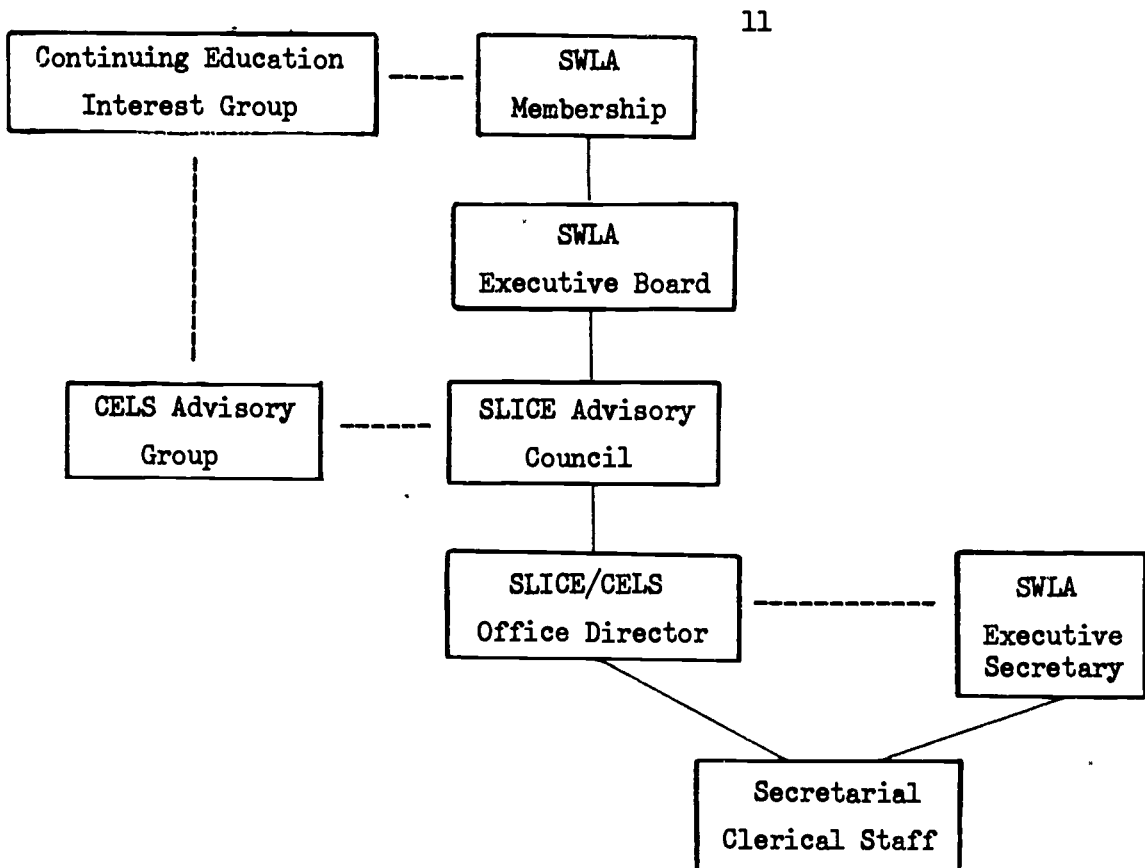 11
Continuing Education
Interest Group
SWLA
Membership
SWLA
Executive Board
CELS Advisory
Group
SLICE Advisory
Council
SLICE/CELS
Office Director
SWLA
Executive
Secretary
Secretarial
Clerical Staff